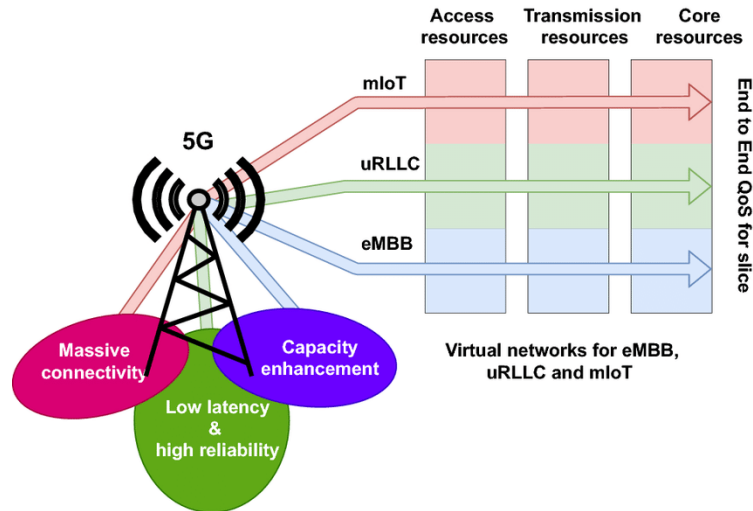 Access
resources
Transmission
resources
Core
resources
mIoT
5G
uRLLC
eMBB
End to End QoS for slice
Massive
connectivity
Capacity
enhancement
Low latency
&
high reliability
Virtual networks for eMBB,
uRLLC and mIoT